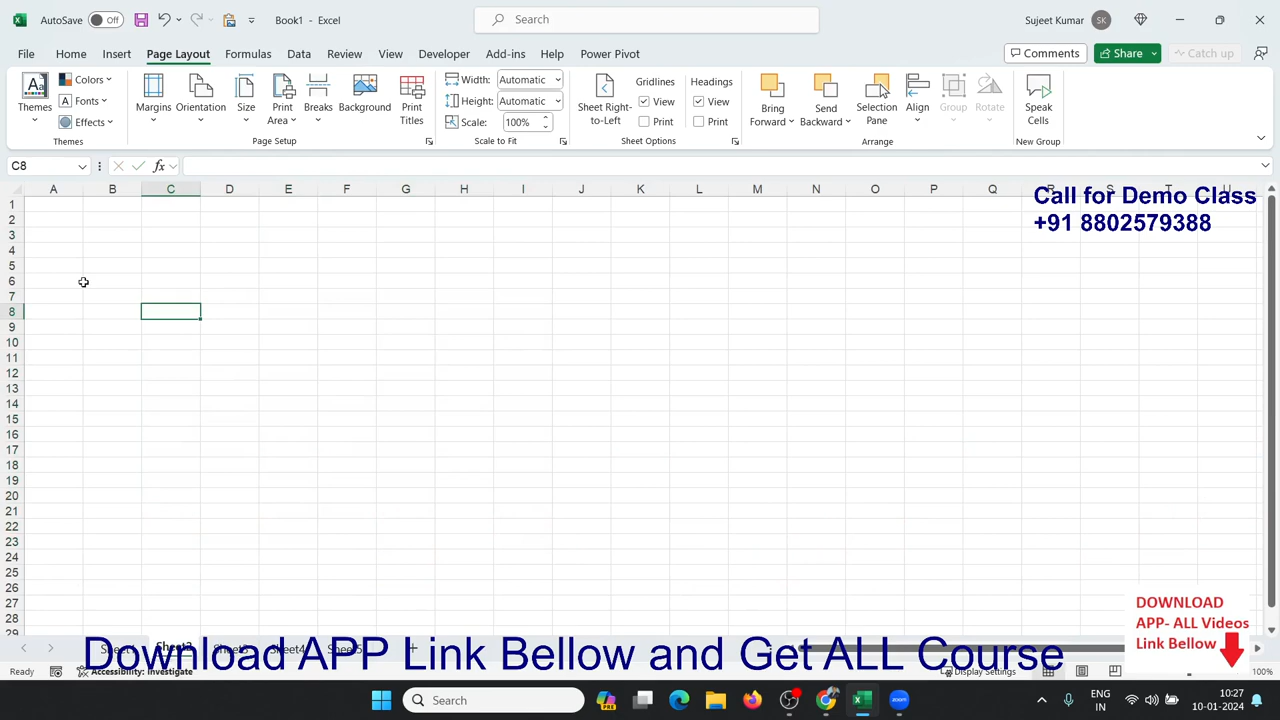 AutoSave Off Book1 - Excel Search Sujeet Kumar SK
File Home Insert Page Layout Formulas Data Review View Developer Add-ins Help Power Pivot Comments Share Catch up
Themes Colors Fonts Effects
Margins Orientation Size Print Area Breaks Background Print Titles
Width: Automatic
Height: Automatic
Scale: 100%
Sheet Right-to-Left
Gridlines View Print
Headings View Print
Bring Forward Send Backward Selection Pane Align Group Rotate
Speak Cells
Themes Page Setup Scale to Fit Sheet Options Arrange New Group
C8 fx
A B C D E F G H I J K L M N O P Q R S T U
Call for Demo Class
+91 8802579388
1
2
3
4
5
6
7
8
9
10
11
12
13
14
15
16
17
18
19
20
21
22
23
24
25
26
27
28
29
DOWNLOAD
APP- ALL Videos
Link Bellow
Download APP Link Bellow and Get ALL Course
Ready Accessibility: Investigate Display Settings 100%
Search PRE ENG IN 10:27 10-01-2024